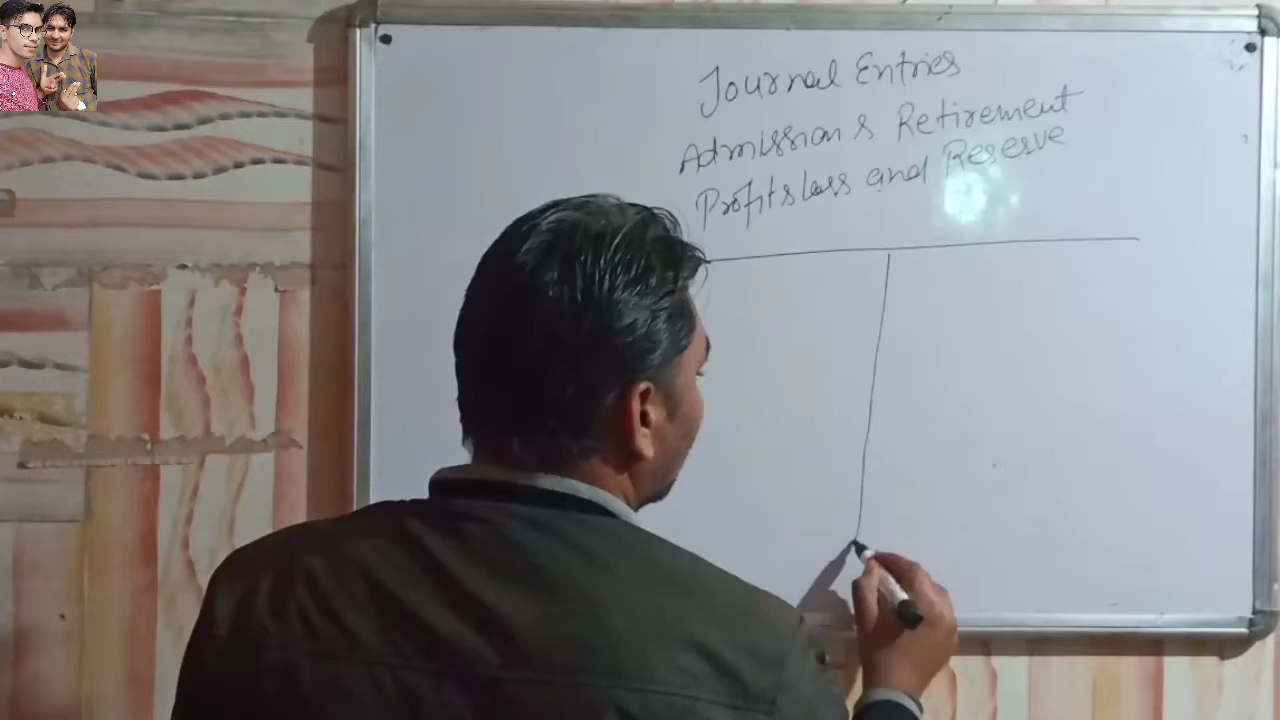 Journal Entries
Admission & Retirement
Profit & loss and Reserve